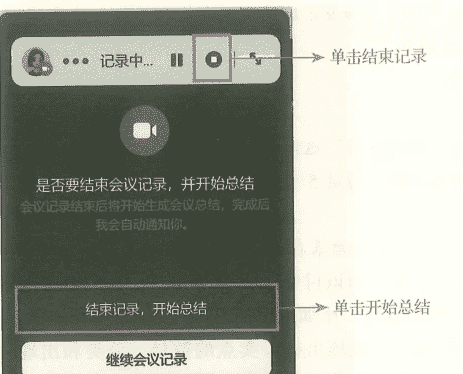 记录中...
单击结束记录
是否要结束会议记录，并开始总结
会议记录结束后将开始生成会议总结，完成后
我会自动通知你。
结束记录，开始总结
单击开始总结
继续会议记录